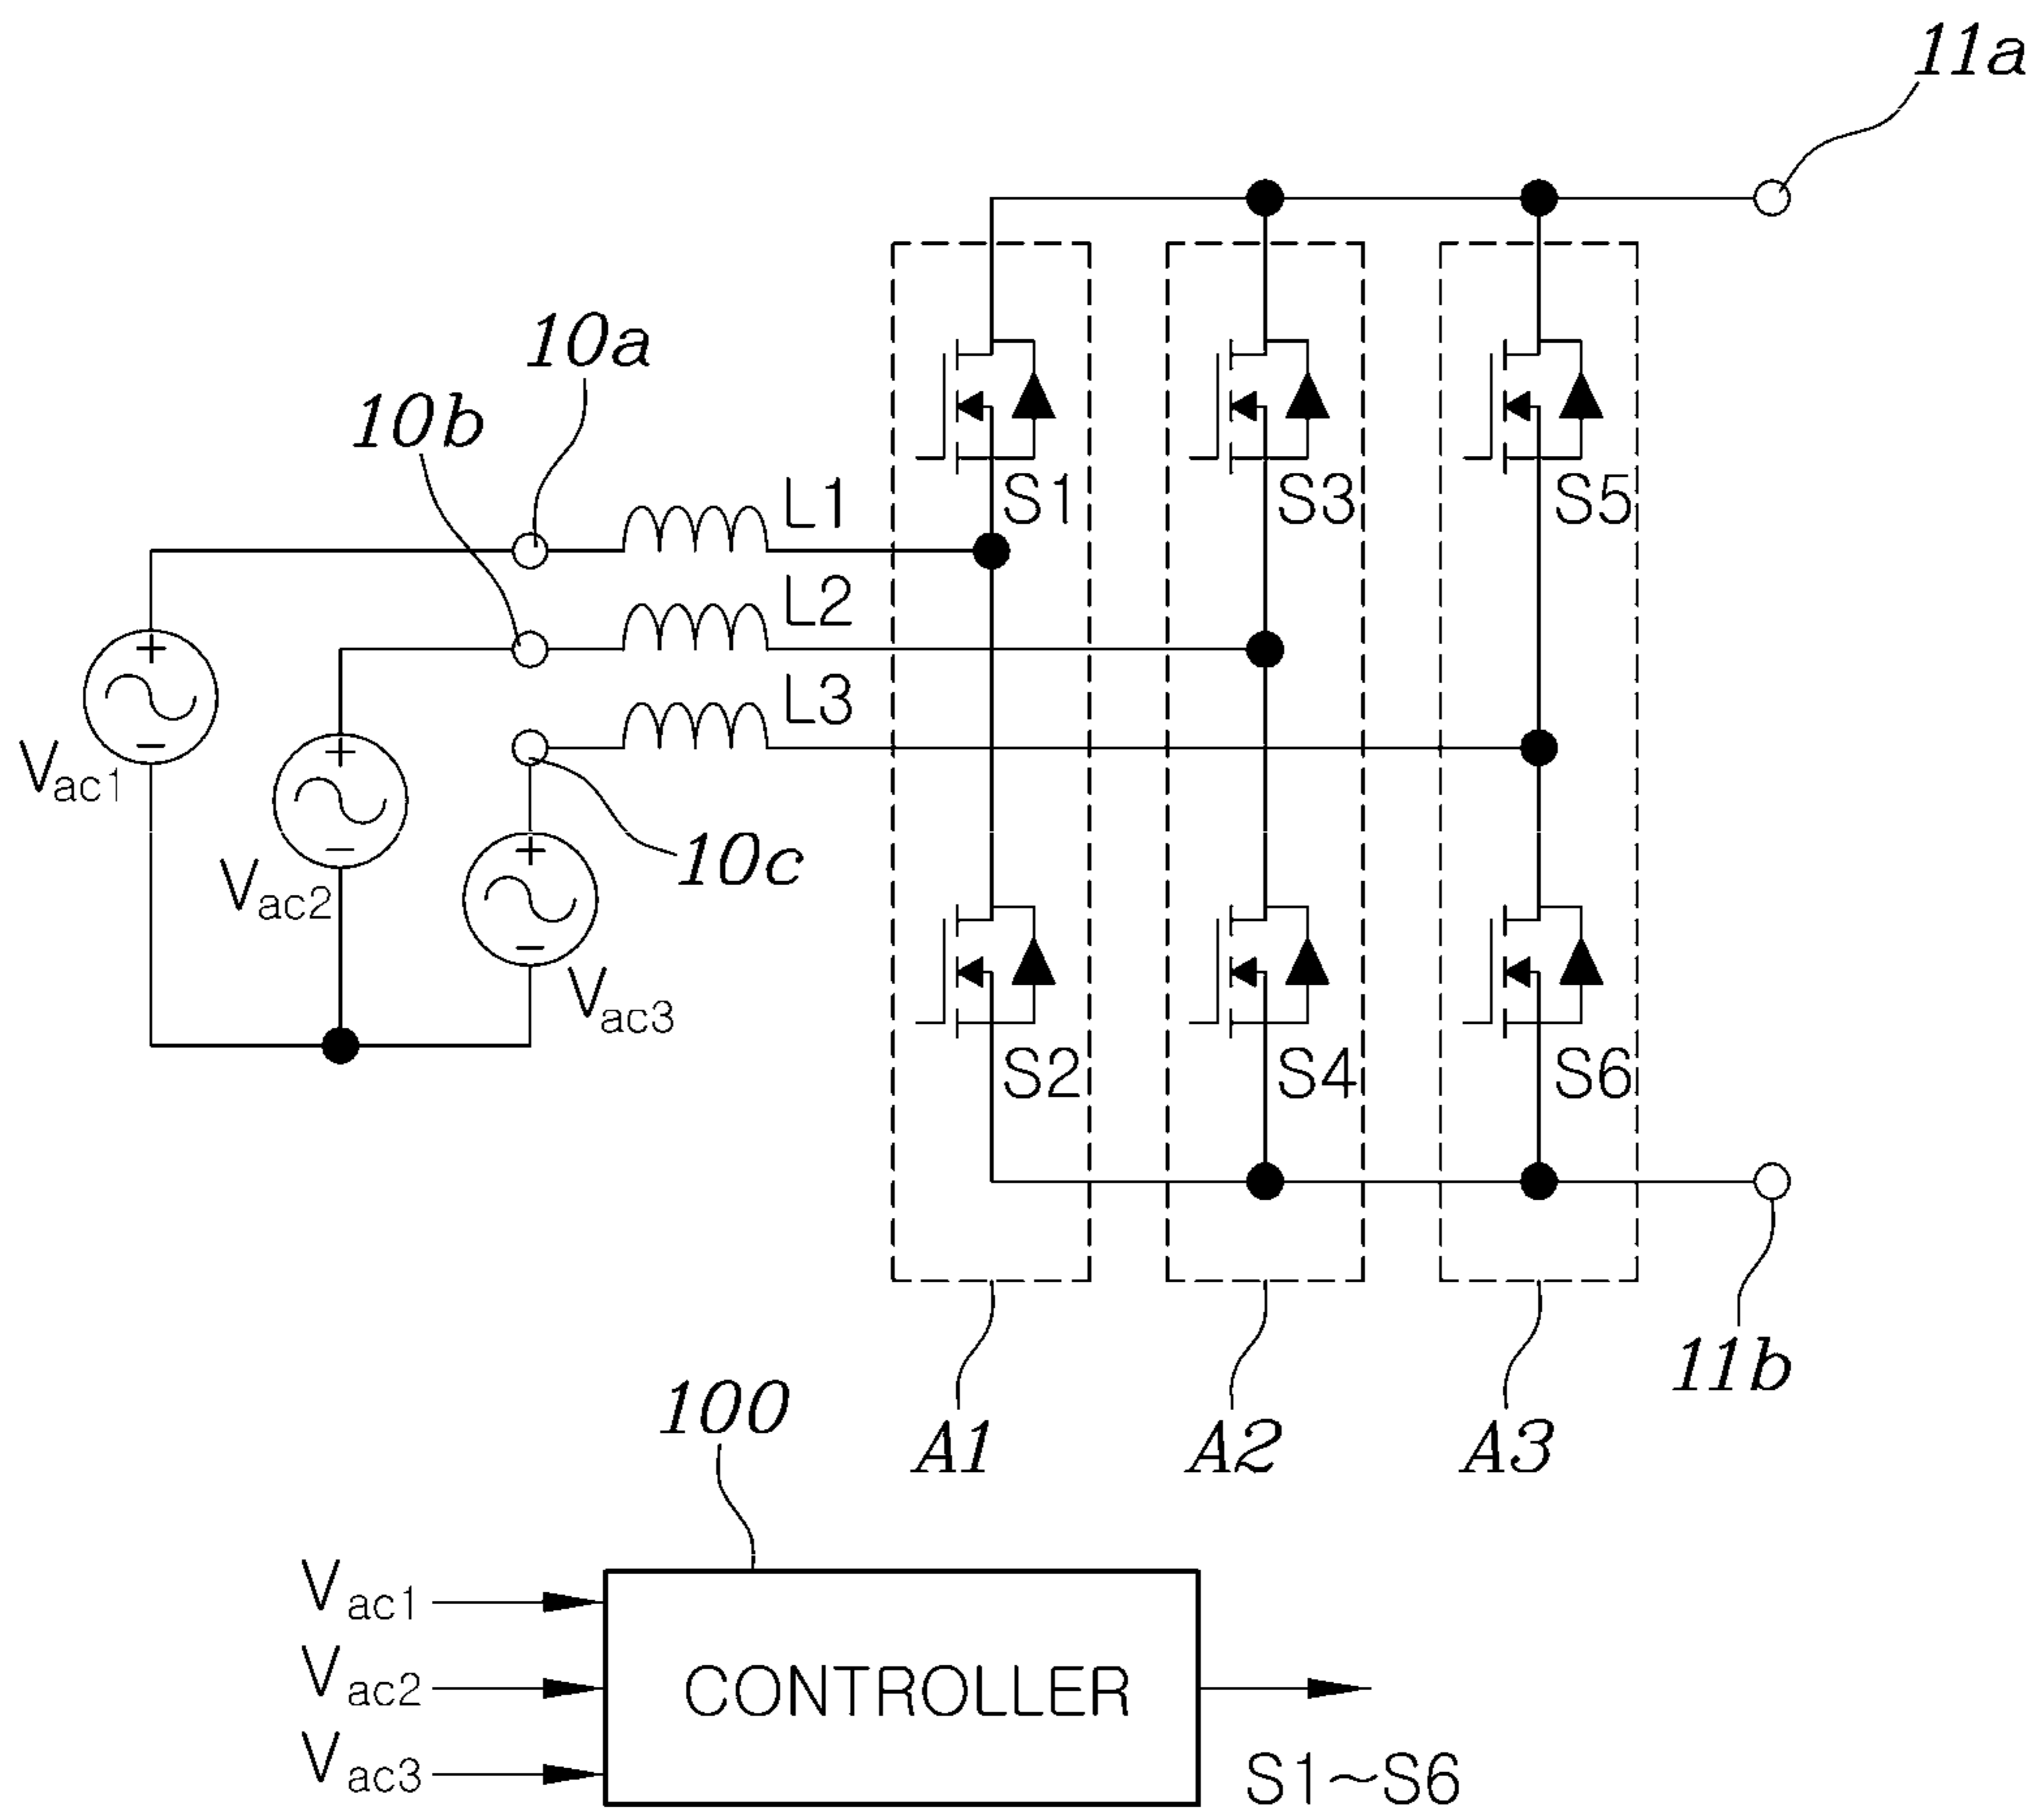 11a
10a
10b
L1
S1
S3
S5
L2
L3
+
+
+
−
−
−
Vac1
Vac2
10c
Vac3
S2
S4
S6
11b
100
A1
A2
A3
Vac1
Vac2
CONTROLLER
Vac3
S1~S6